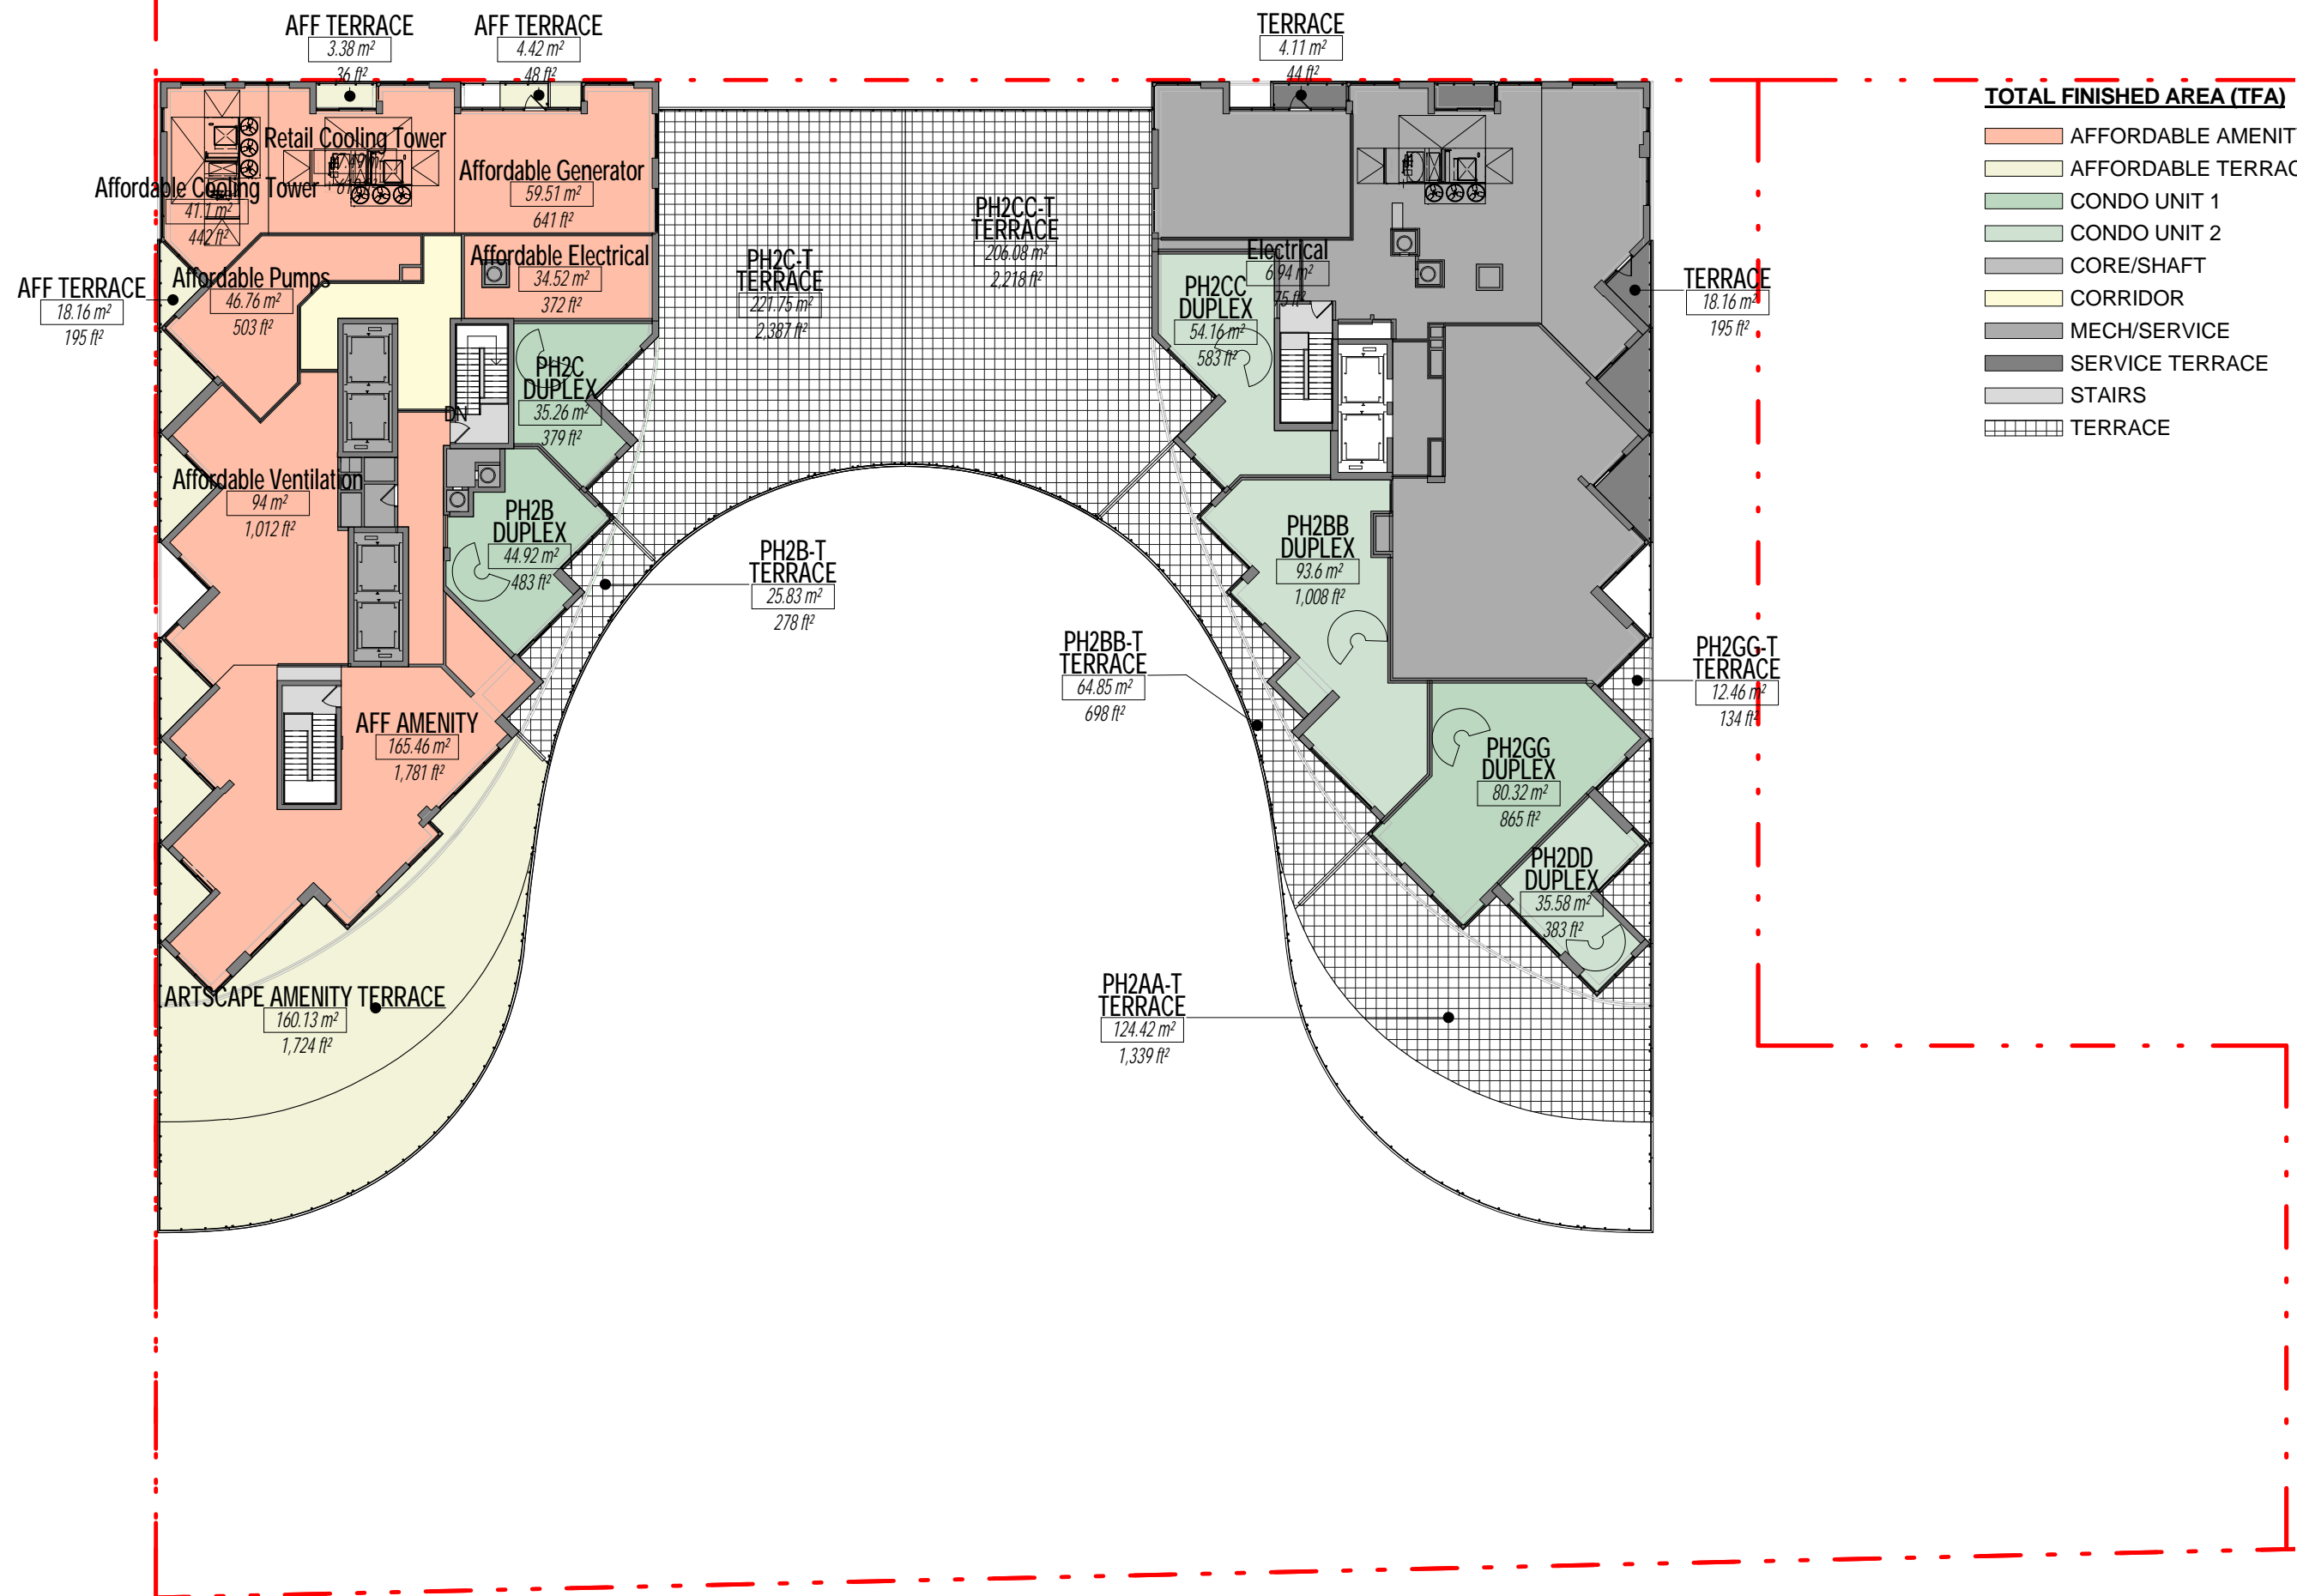 AFF TERRACE
3.38 m²
36 ft²
AFF TERRACE
4.42 m²
48 ft²
TERRACE
4.11 m²
44 ft²
TOTAL FINISHED AREA (TFA)
AFFORDABLE AMENIT
AFFORDABLE TERRAC
CONDO UNIT 1
CONDO UNIT 2
CORE/SHAFT
CORRIDOR
MECH/SERVICE
SERVICE TERRACE
STAIRS
TERRACE
Retail Cooling Tower
Affordable Cooling Tower
41.1 m²
442 ft²
Affordable Generator
59.51 m²
641 ft²
Affordable Electrical
34.52 m²
372 ft²
Affordable Pumps
46.76 m²
503 ft²
AFF TERRACE
18.16 m²
195 ft²
PH2C-T
TERRACE
221.75 m²
2,387 ft²
PH2CC-T
TERRACE
206.08 m²
2,218 ft²
Electrical
6.94 m²
75 ft²
PH2CC
DUPLEX
54.16 m²
583 ft²
TERRACE
18.16 m²
195 ft²
PH2C
DUPLEX
35.26 m²
379 ft²
DN
Affordable Ventilation
94 m²
1,012 ft²
PH2B
DUPLEX
44.92 m²
483 ft²
PH2B-T
TERRACE
25.83 m²
278 ft²
PH2BB
DUPLEX
93.6 m²
1,008 ft²
PH2BB-T
TERRACE
64.85 m²
698 ft²
PH2GG-T
TERRACE
12.46 m²
134 ft²
AFF AMENITY
165.46 m²
1,781 ft²
PH2GG
DUPLEX
80.32 m²
865 ft²
PH2DD
DUPLEX
35.58 m²
383 ft²
ARTSCAPE AMENITY TERRACE
160.13 m²
1,724 ft²
PH2AA-T
TERRACE
124.42 m²
1,339 ft²